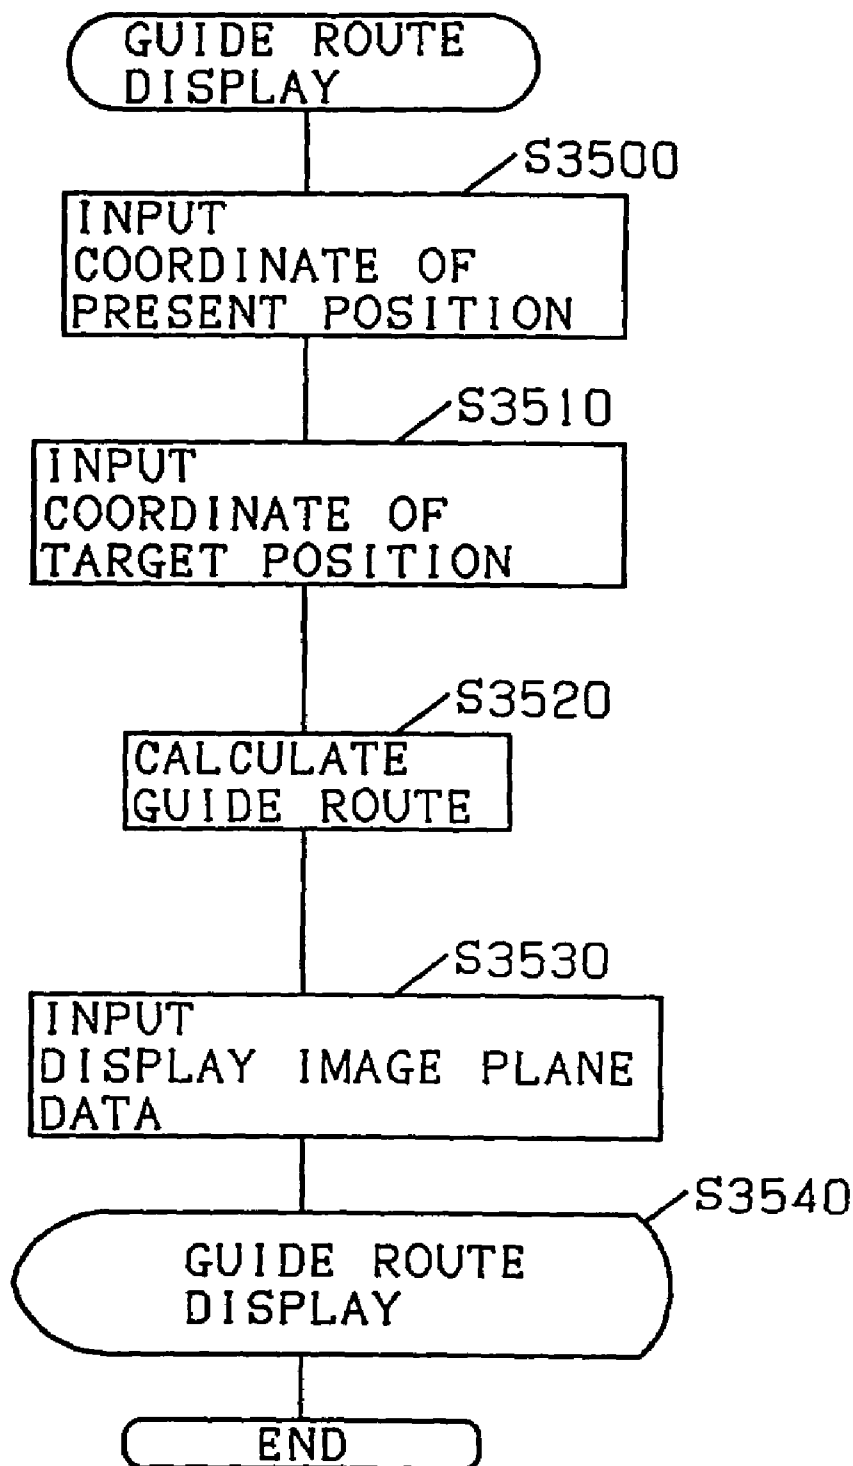 GUIDE ROUTE
DISPLAY
S3500
INPUT
COORDINATE OF
PRESENT POSITION
S3510
INPUT
COORDINATE OF
TARGET POSITION
S3520
CALCULATE
GUIDE ROUTE
S3530
INPUT
DISPLAY IMAGE PLANE
DATA
S3540
GUIDE ROUTE
DISPLAY
END